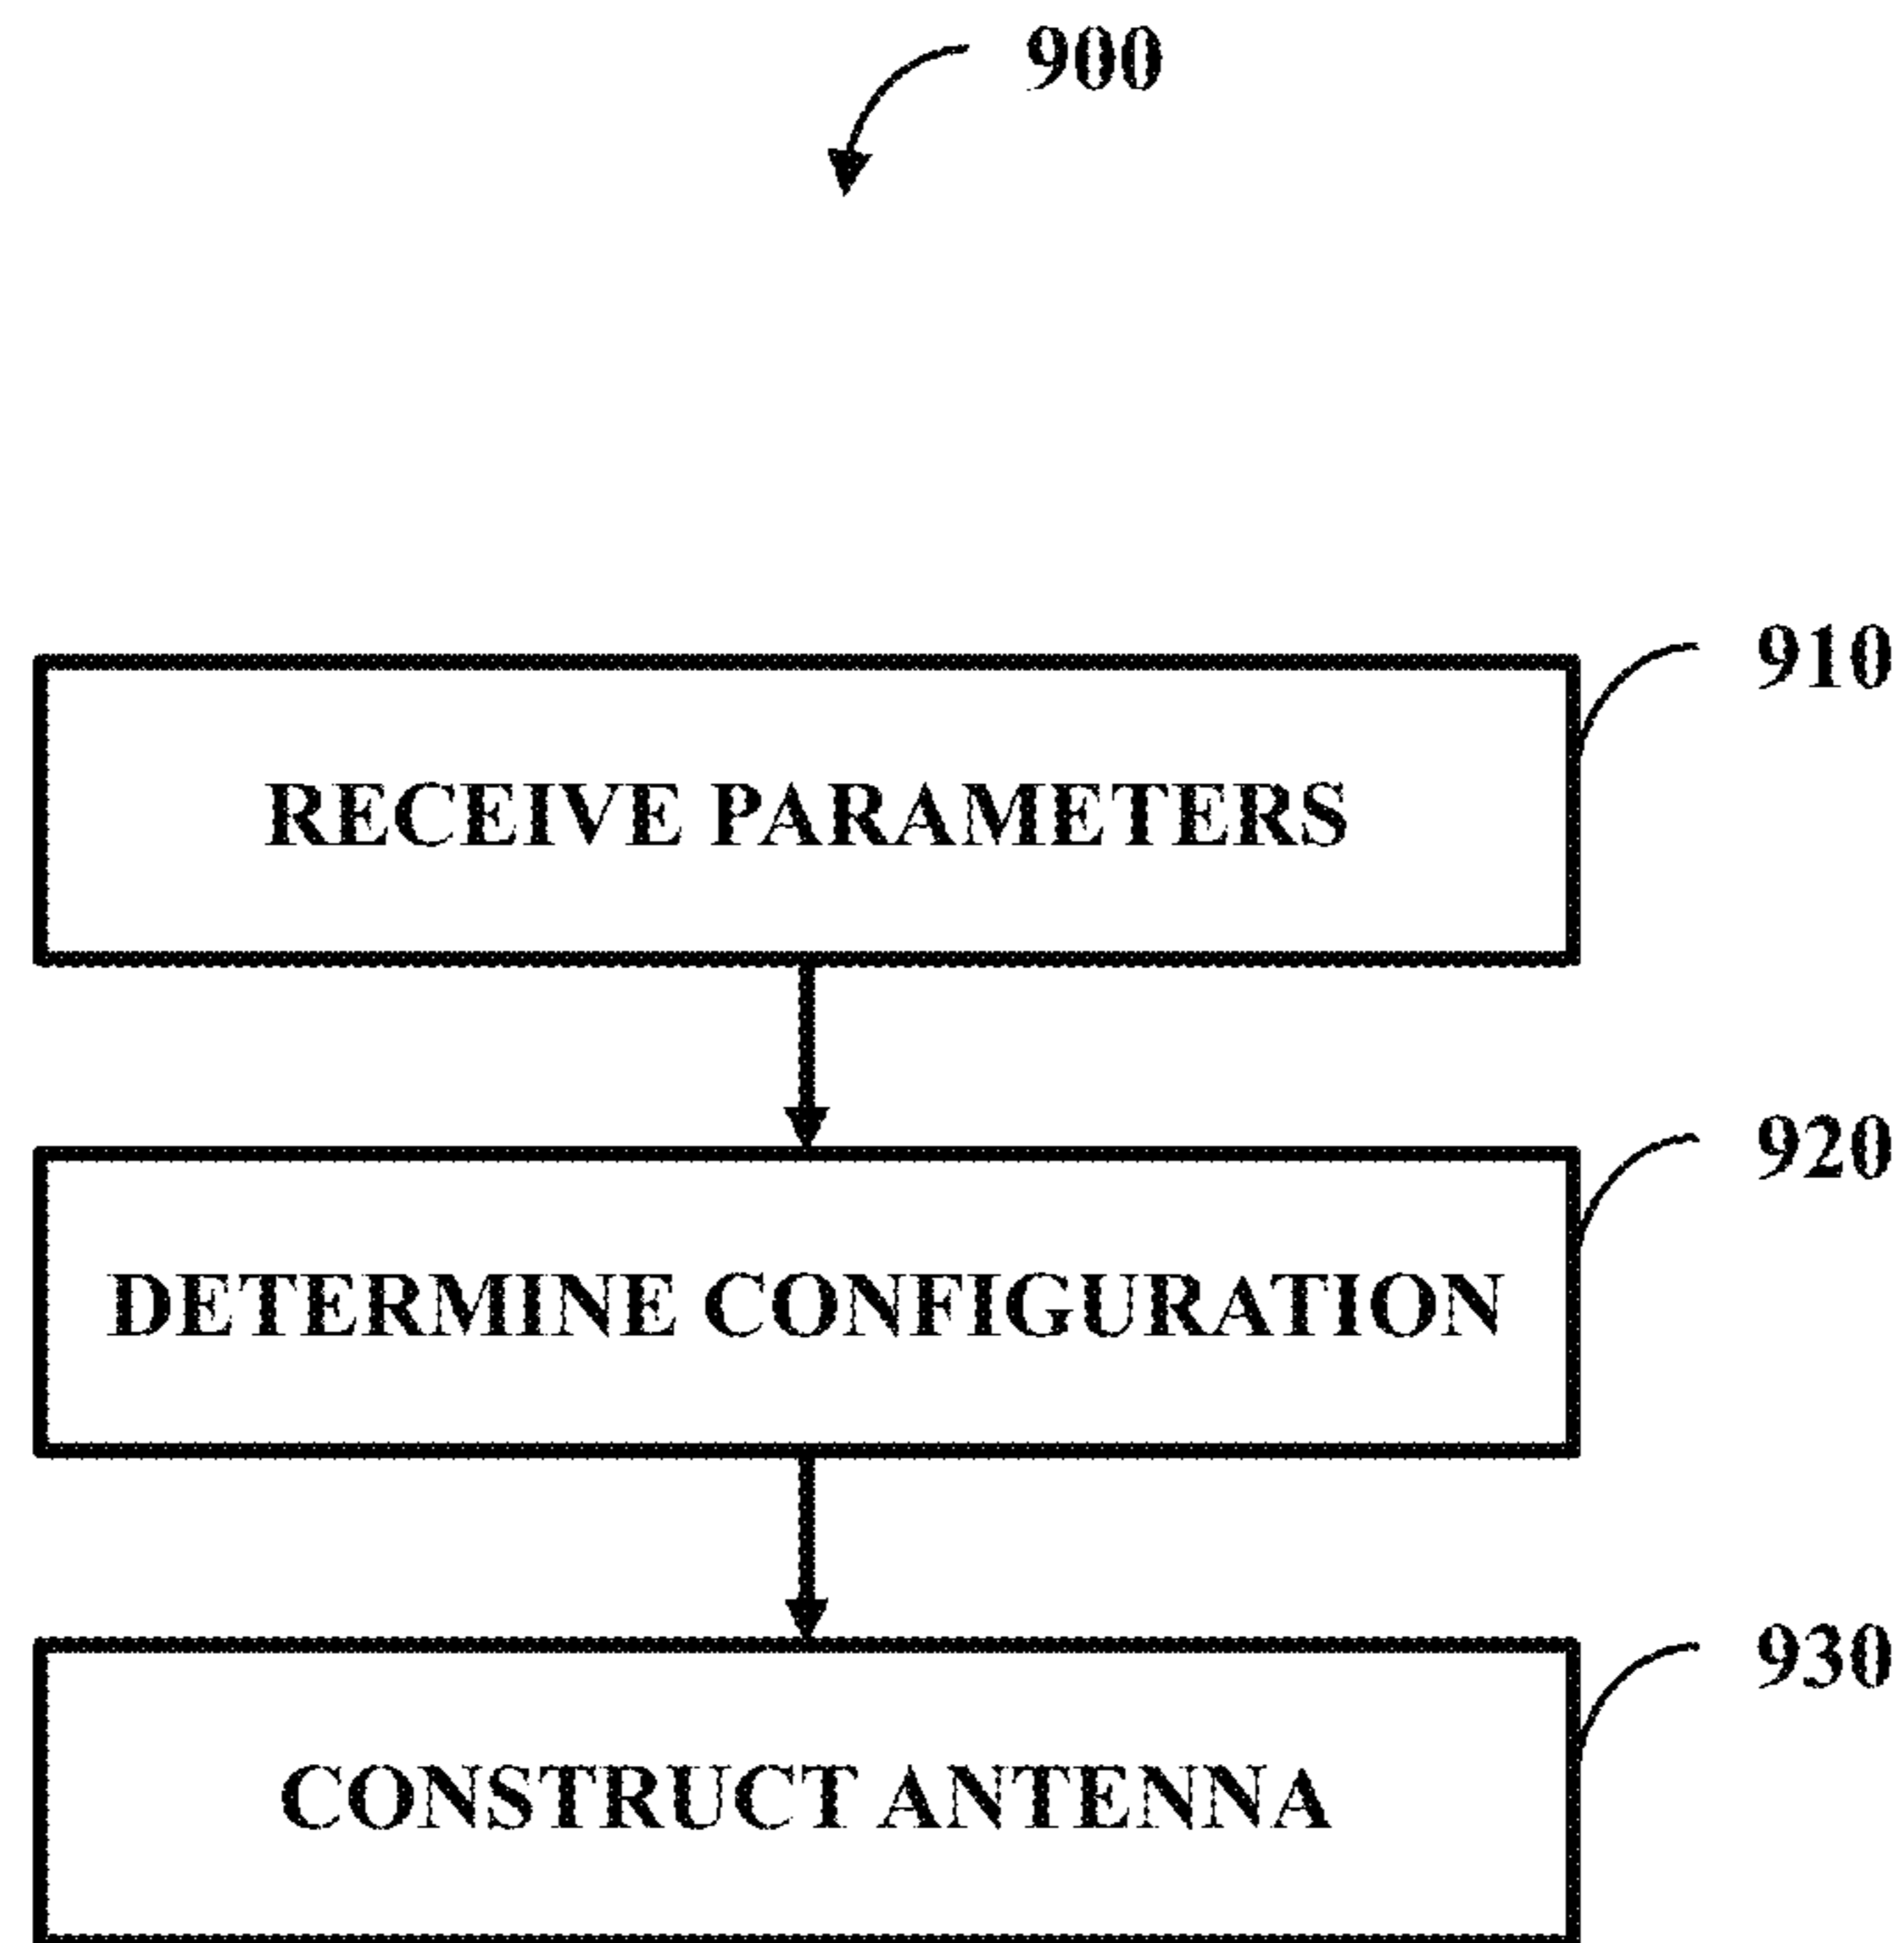 900
910
RECEIVE PARAMETERS
920
DETERMINE CONFIGURATION
930
CONSTRUCT ANTENNA